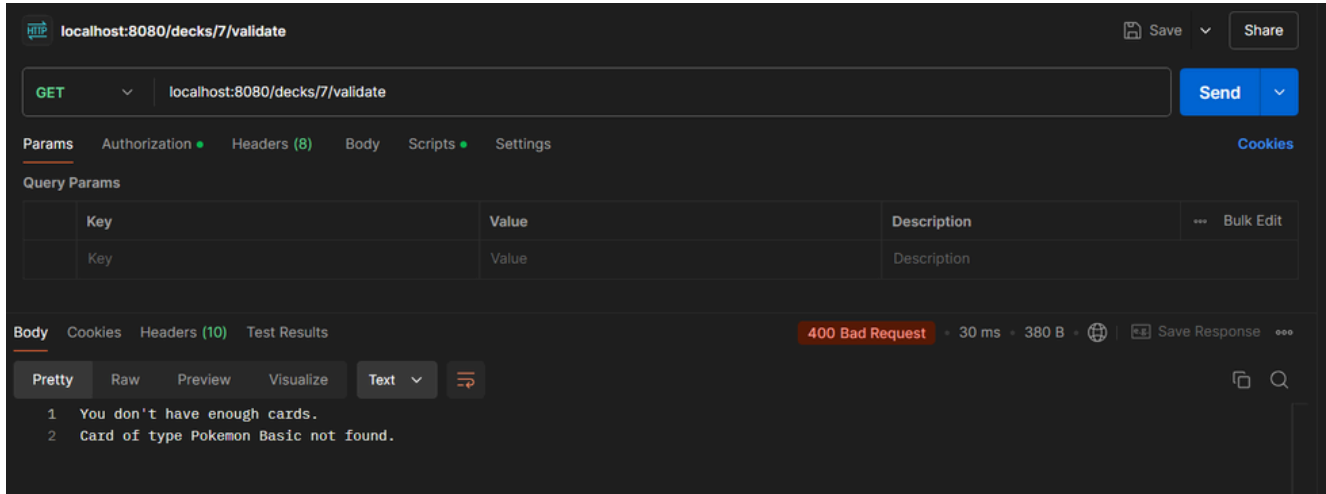 HTTP localhost:8080/decks/7/validate Save Share
GET localhost:8080/decks/7/validate Send
Params Authorization Headers (8) Body Scripts Settings Cookies
Query Params
Key Value Description Bulk Edit
Key Value Description
Body Cookies Headers (10) Test Results 400 Bad Request 30 ms 380 B e.g. Save Response
Pretty Raw Preview Visualize Text
1 You don't have enough cards.
2 Card of type Pokemon Basic not found.